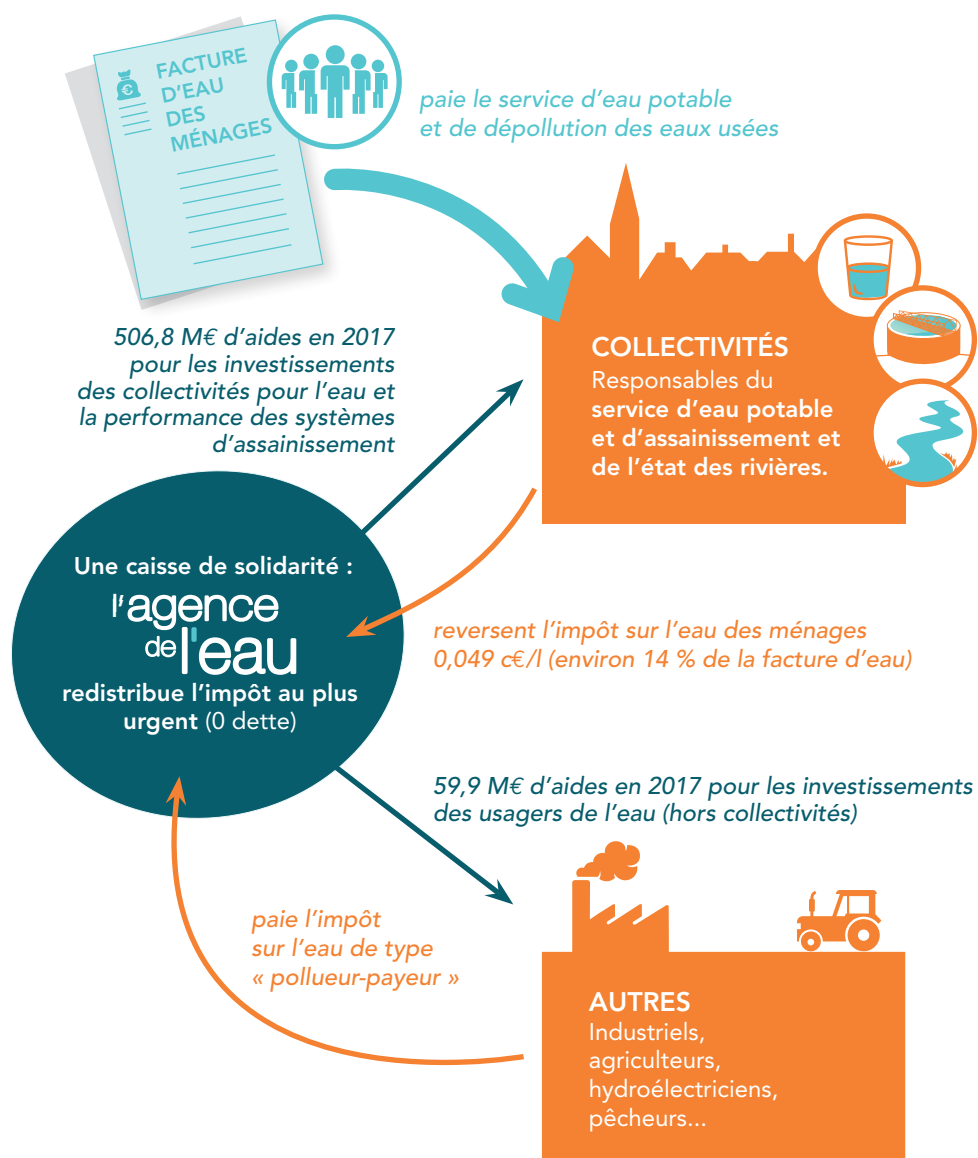 FACTURE
D’EAU
DES
MÉNAGES
paie le service d’eau potable
et de dépollution des eaux usées
506,8 M€ d’aides en 2017
pour les investissements
des collectivités pour l’eau et
la performance des systèmes
d’assainissement
COLLECTIVITÉS
Responsables du
service d’eau potable
et d’assainissement et
de l’état des rivières.
Une caisse de solidarité :
l’agence
de l’eau
redistribue l’impôt au plus
urgent (0 dette)
reversent l’impôt sur l’eau des ménages
0,049 c€/l (environ 14 % de la facture d’eau)
59,9 M€ d’aides en 2017 pour les investissements
des usagers de l’eau (hors collectivités)
paie l’impôt
sur l’eau de type
« pollueur-payeur »
AUTRES
Industriels,
agriculteurs,
hydroélectriciens,
pêcheurs...